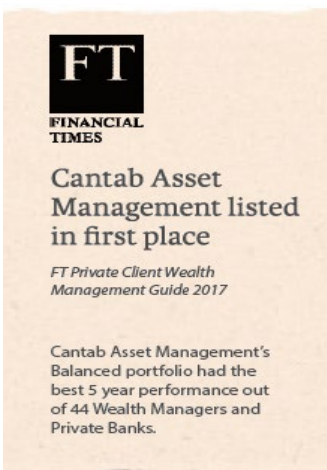 FT
FINANCIAL
TIMES
Cantab Asset
Management listed
in first place
FT Private Client Wealth
Management Guide 2017
Cantab Asset Management's
Balanced portfolio had the
best 5 year performance out
of 44 Wealth Managers and
Private Banks.